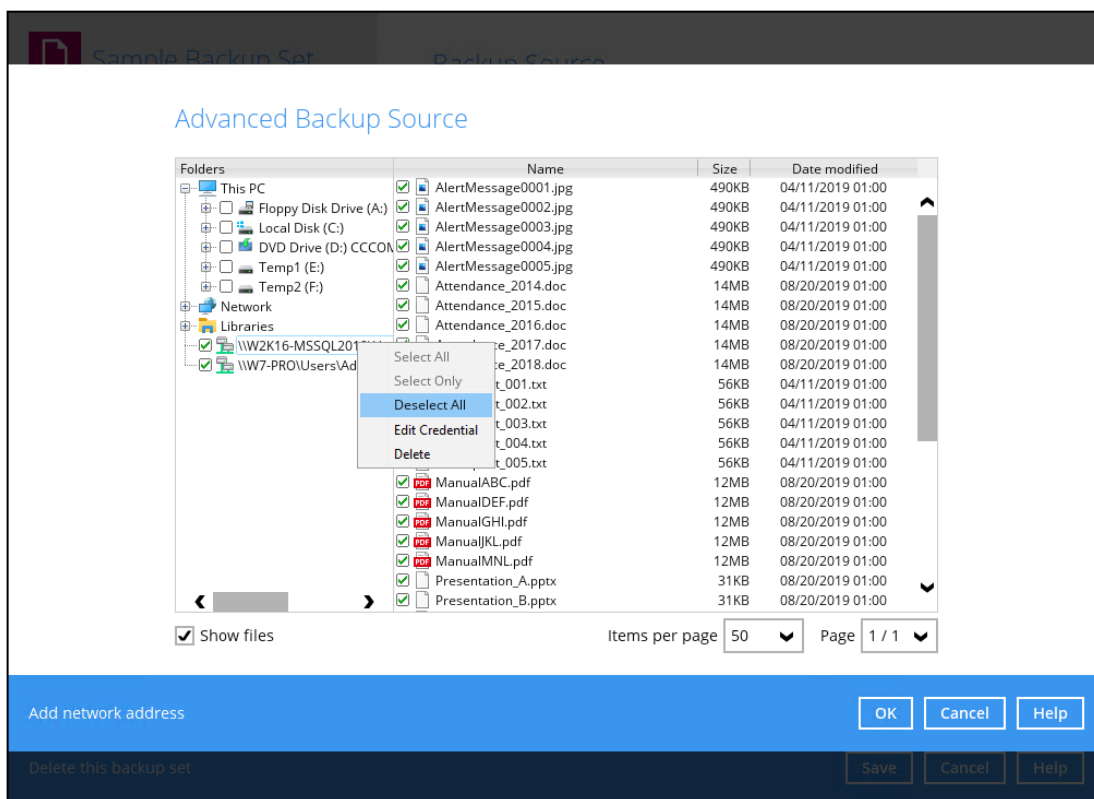 Sample Backup Set
Backup Source
Advanced Backup Source
Folders Name Size Date modified
This PC
Floppy Disk Drive (A:)
Local Disk (C:)
DVD Drive (D:)
Temp1 (E:)
Temp2 (F:)
Network
Libraries
\\W7-PRO\Users\Ad
AlertMessage0001.jpg 490KB 04/11/2019 01:00
AlertMessage0002.jpg 490KB 04/11/2019 01:00
AlertMessage0003.jpg 490KB 04/11/2019 01:00
AlertMessage0004.jpg 490KB 04/11/2019 01:00
AlertMessage0005.jpg 490KB 04/11/2019 01:00
Attendance_2014.doc 14MB 08/20/2019 01:00
Attendance_2015.doc 14MB 08/20/2019 01:00
Attendance_2016.doc 14MB 08/20/2019 01:00
ce_2017.doc 14MB 08/20/2019 01:00
ce_2018.doc 14MB 08/20/2019 01:00
t_001.txt 56KB 04/11/2019 01:00
t_002.txt 56KB 04/11/2019 01:00
t_003.txt 56KB 04/11/2019 01:00
t_004.txt 56KB 04/11/2019 01:00
t_005.txt 56KB 04/11/2019 01:00
ManualABC.pdf 12MB 08/20/2019 01:00
ManualDEF.pdf 12MB 08/20/2019 01:00
ManualGHI.pdf 12MB 08/20/2019 01:00
ManualJKL.pdf 12MB 08/20/2019 01:00
ManualMNL.pdf 12MB 08/20/2019 01:00
Presentation_A.pptx 31KB 08/20/2019 01:00
Presentation_B.pptx 31KB 08/20/2019 01:00
Select All
Select Only
Deselect All
Edit Credential
Delete
Show files
Items per page 50 Page 1 / 1
Add network address
OK Cancel Help
Delete this backup set
Save Cancel Help